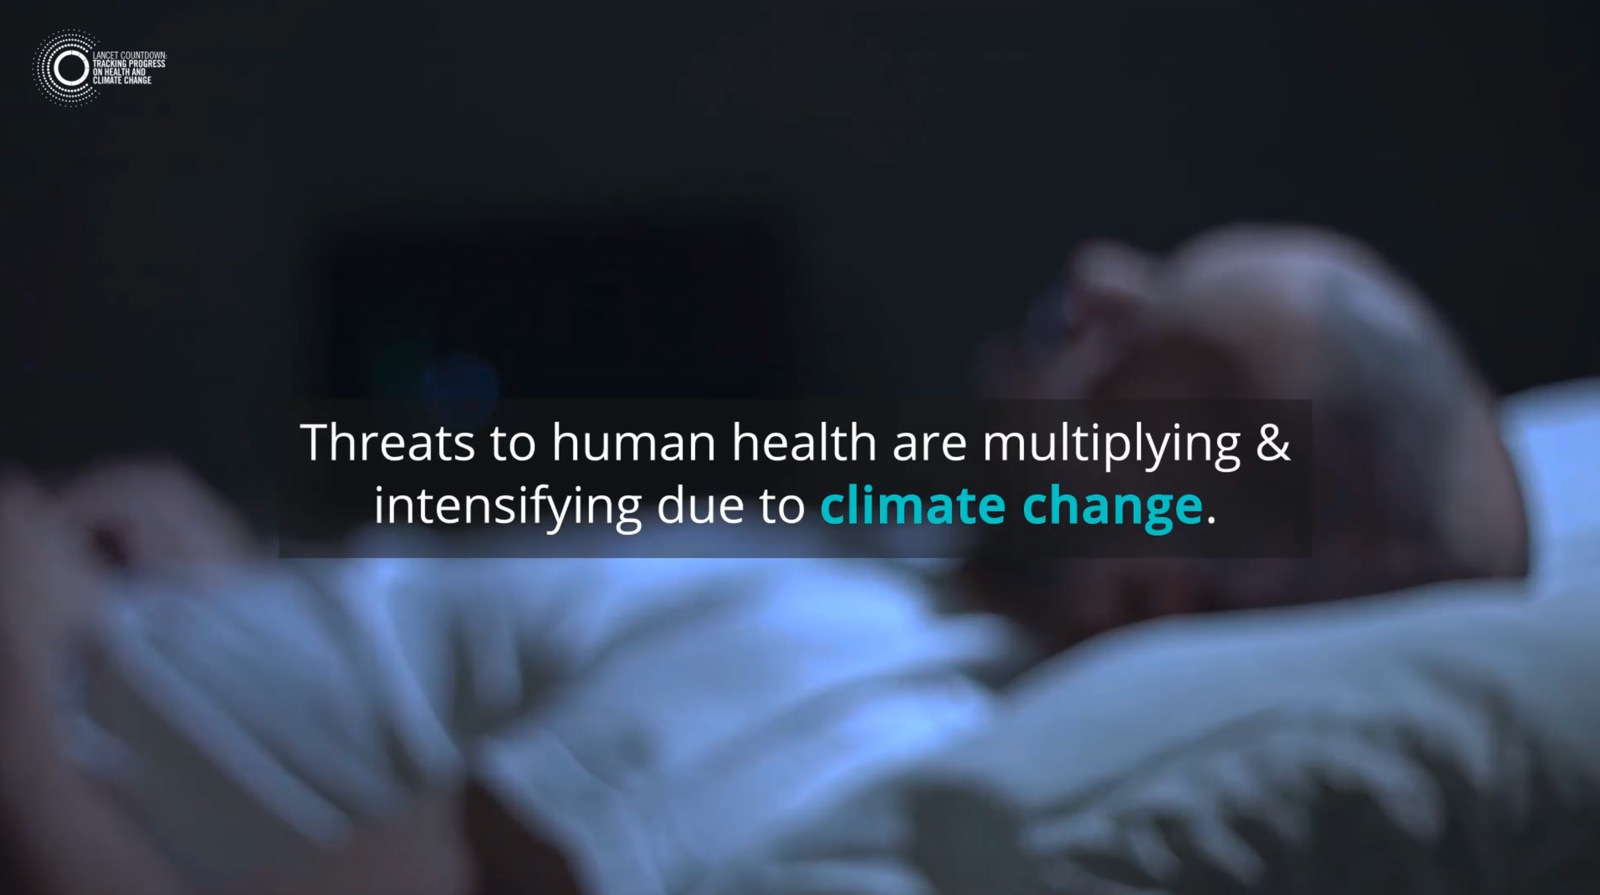 LANCET COUNTDOWN:
TRACKING PROGRESS
ON HEALTH AND
CLIMATE CHANGE
Threats to human health are multiplying &
intensifying due to climate change.